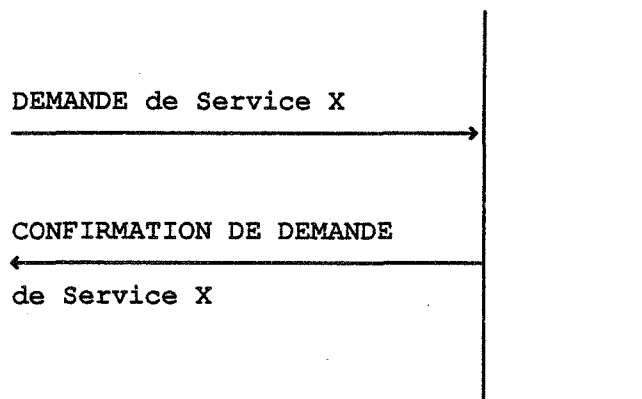 DEMANDE de Service X
CONFIRMATION DE DEMANDE
de Service X